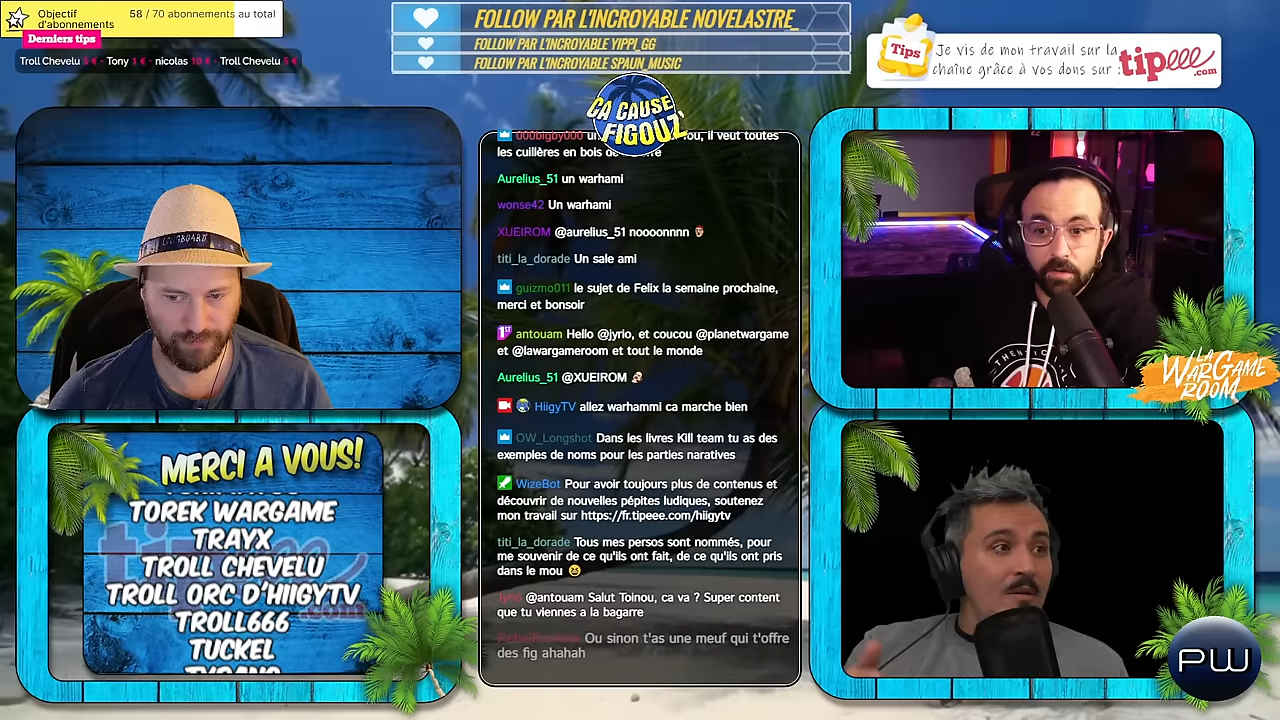 Objectif
d'abonnements
58 / 70 abonnements au total
Derniers tips
Troll Chevelu 5 € · Tony 1 € · nicolas 10 € · Troll Chevelu 5 €
FOLLOW PAR L'INCROYABLE NOVELASTRE_
FOLLOW PAR L'INCROYABLE YIPPI_GG
FOLLOW PAR L'INCROYABLE SPAUN_MUSIC
Tips
Je vis de mon travail sur la
chaîne grâce à vos dons sur :
tipeee
.com
ÇA CAUSE
FIGOUZ'
000bigby000 ou, il veut toutes
les cuillères en bois de
Aurelius_51 un warhami
wonse42 Un warhami
XUEIROM @aurelius_51 noooonnnn
titi_la_dorade Un sale ami
guizmo011 le sujet de Felix la semaine prochaine,
merci et bonsoir
antouam Hello @jyrio, et coucou @planetwargame
et @lawargameroom et tout le monde
Aurelius_51 @XUEIROM
HiigyTV allez warhammi ca marche bien
OW_Longshot Dans les livres Kill team tu as des
exemples de noms pour les parties naratives
WizeBot Pour avoir toujours plus de contenus et
découvrir de nouvelles pépites ludiques, soutenez
mon travail sur https://fr.tipeee.com/hiigytv
titi_la_dorade Tous mes persos sont nommés, pour
me souvenir de ce qu'ils ont fait, de ce qu'ils ont pris
dans le mou
@antouam Salut Toinou, ca va ? Super content
que tu viennes a la bagarre
Ou sinon t'as une meuf qui t'offre
des fig ahahah
LONGBOARD
MERCI A VOUS!
TOREK WARGAME
TRAYX
TROLL CHEVELU
TROLL ORC D'HIIGYTV
TROLL666
TUCKEL
LA
WARGAME
ROOM
PW